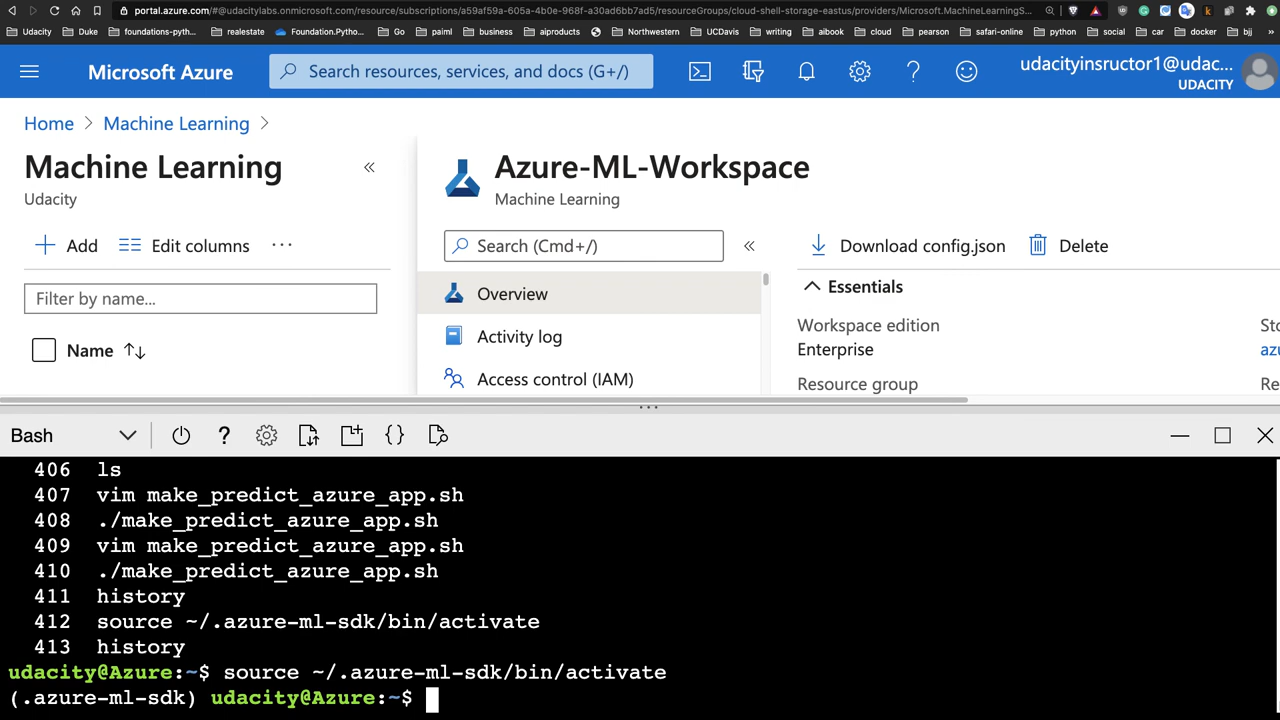 portal.azure.com/#@udacitylabs.onmicrosoft.com/resource/subscriptions/a59af59a-605a-4b0e-968f-a30ad6bb7ad5/resourceGroups/cloud-shell-storage-eastus/providers/Microsoft.MachineLearningS...
Udacity Duke foundations-pyth... realestate Foundation.Pytho... Go paiml business aiproducts Northwestern UCDavis writing aibook cloud pearson safari-online python social car docker bjj »
Microsoft Azure
Search resources, services, and docs (G+/)
udacityinsructor1@udac...
UDACITY
Home > Machine Learning >
Machine Learning
Udacity
Add Edit columns ...
Filter by name...
Name
Azure-ML-Workspace
Machine Learning
Search (Cmd+/)
Overview
Activity log
Access control (IAM)
Download config.json Delete
Essentials
Workspace edition
Enterprise
Resource group
Sto
azu
Re
Bash
406 ls
407 vim make_predict_azure_app.sh
408 ./make_predict_azure_app.sh
409 vim make_predict_azure_app.sh
410 ./make_predict_azure_app.sh
411 history
412 source ~/.azure-ml-sdk/bin/activate
413 history
udacity@Azure:~$ source ~/.azure-ml-sdk/bin/activate
(.azure-ml-sdk) udacity@Azure:~$